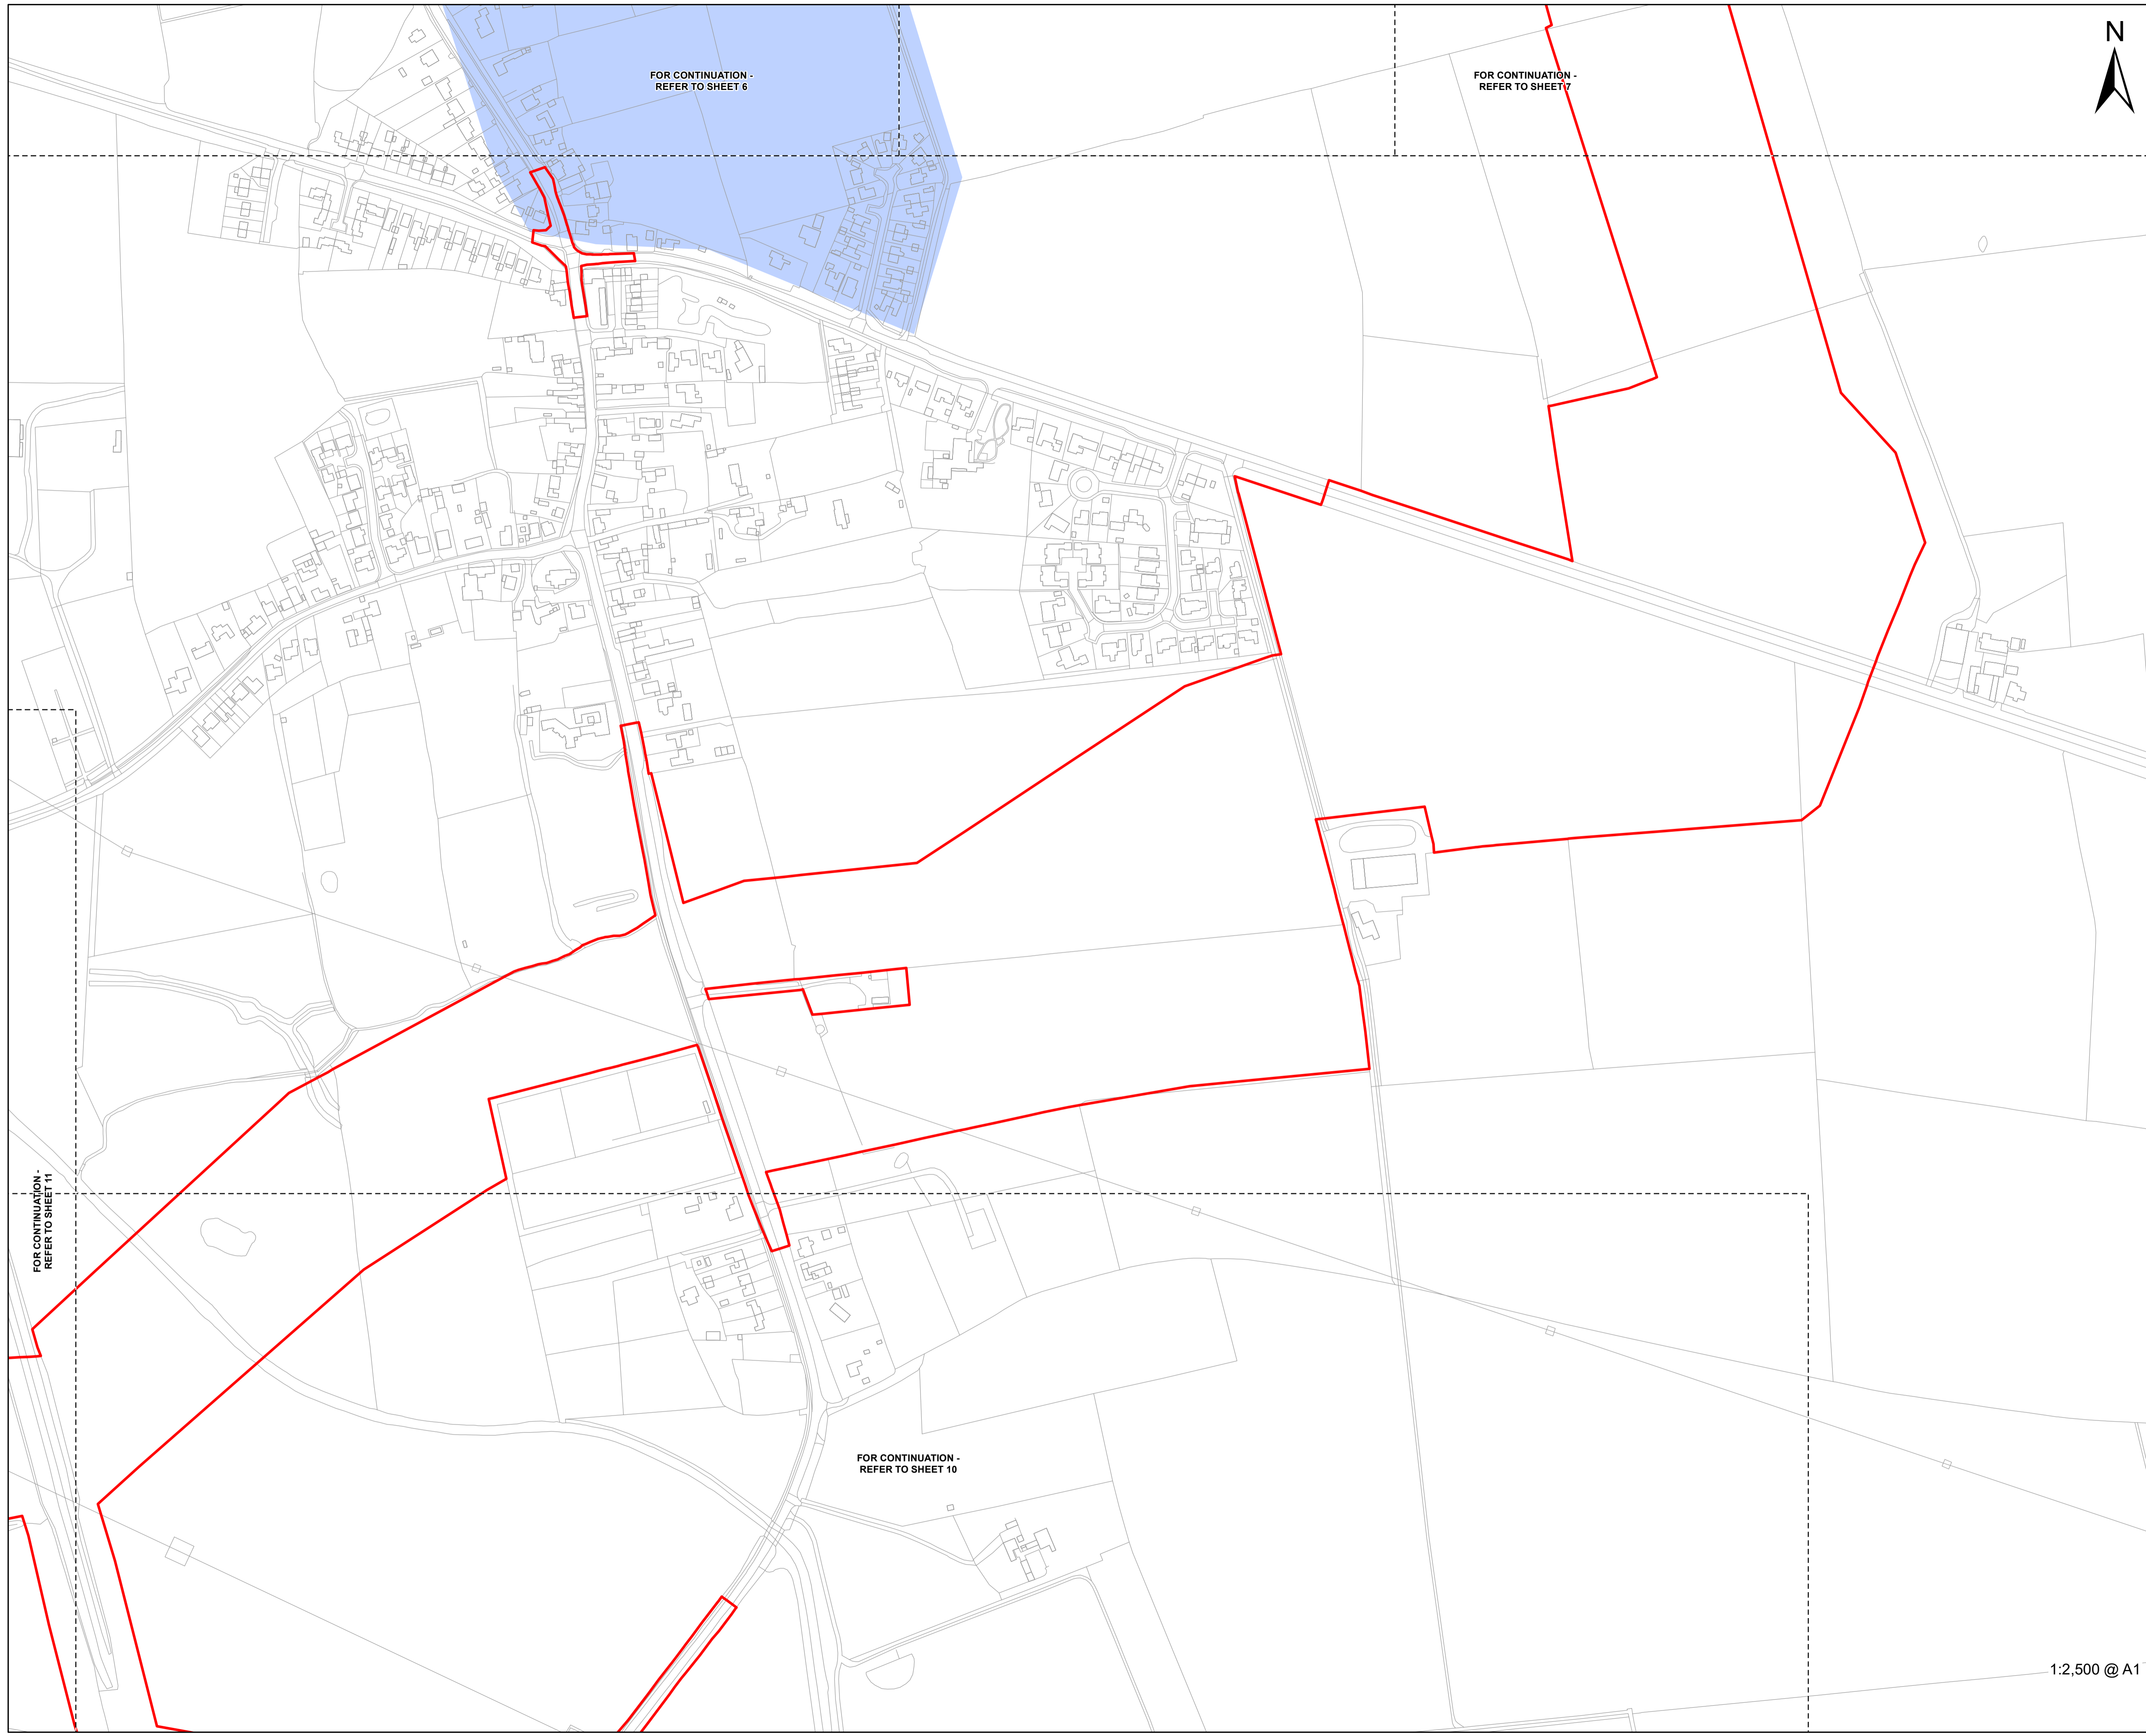 FOR CONTINUATION -
REFER TO SHEET 6
FOR CONTINUATION -
REFER TO SHEET 7
N
FOR CONTINUATION -
REFER TO SHEET 11
FOR CONTINUATION -
REFER TO SHEET 10
1:2,500 @ A1